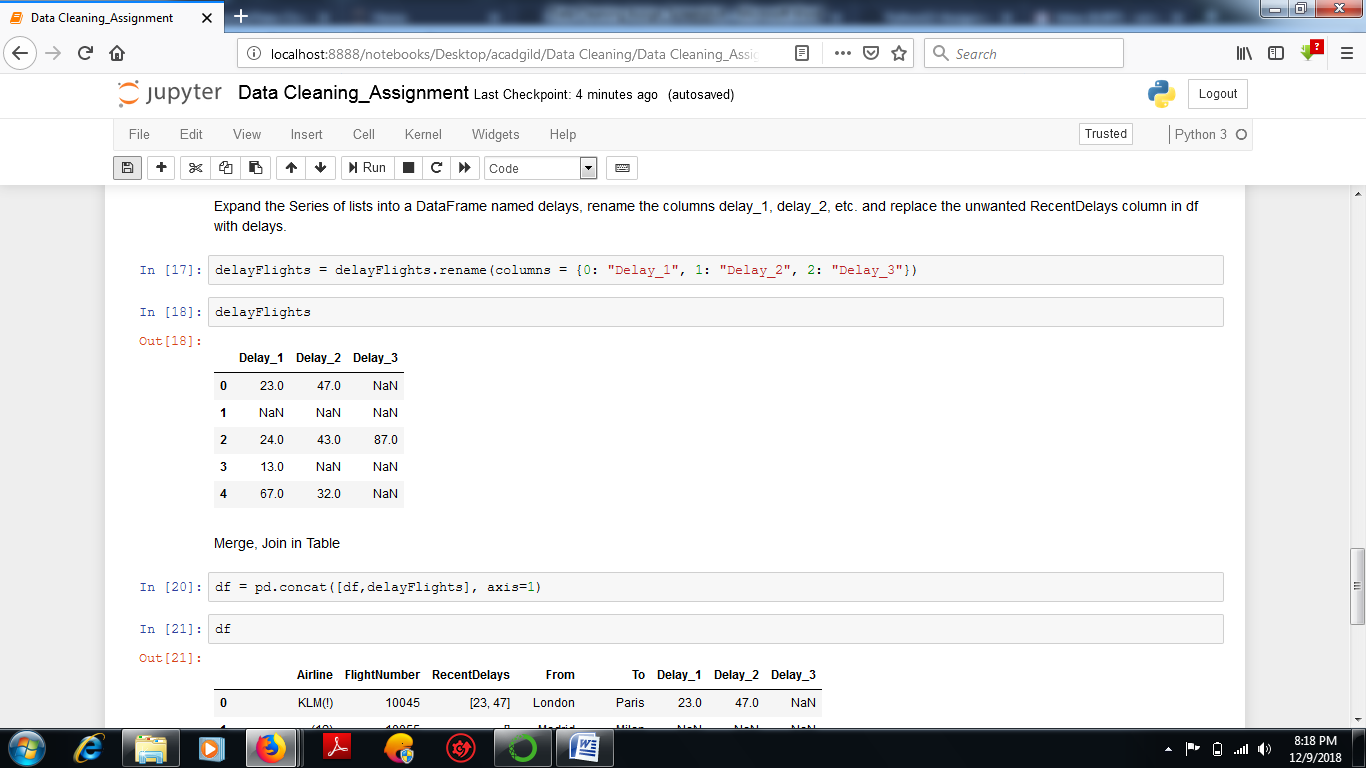 Data Cleaning_Assignment
localhost:8888/notebooks/Desktop/acadgild/Data Cleaning/Data Cleaning_Assig
Search
?
jupyter Data Cleaning_Assignment Last Checkpoint: 4 minutes ago (autosaved)
Logout
File Edit View Insert Cell Kernel Widgets Help
Trusted
Python 3
Run
Code
Expand the Series of lists into a DataFrame named delays, rename the columns delay_1, delay_2, etc. and replace the unwanted RecentDelays column in df
with delays.
In [17]: delayFlights = delayFlights.rename(columns = {0: "Delay_1", 1: "Delay_2", 2: "Delay_3"})
In [18]: delayFlights
Out[18]:
Delay_1 Delay_2 Delay_3
0 23.0 47.0 NaN
1 NaN NaN NaN
2 24.0 43.0 87.0
3 13.0 NaN NaN
4 67.0 32.0 NaN
Merge, Join in Table
In [20]: df = pd.concat([df,delayFlights], axis=1)
In [21]: df
Out[21]:
Airline FlightNumber RecentDelays From To Delay_1 Delay_2 Delay_3
0 KLM(!) 10045 [23, 47] London Paris 23.0 47.0 NaN
8:18 PM
12/9/2018